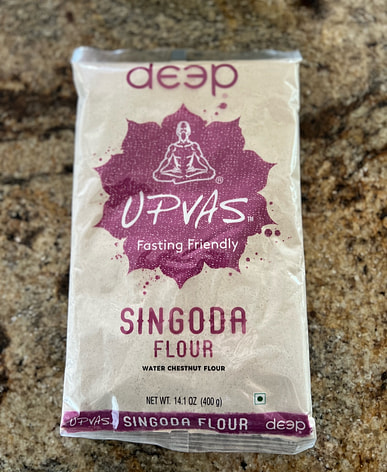 deep
®
UPVAS™
Fasting Friendly
SINGODA
FLOUR
WATER CHESTNUT FLOUR
NET WT. 14.1 OZ (400 g)
UPVAS SINGODA FLOUR deep